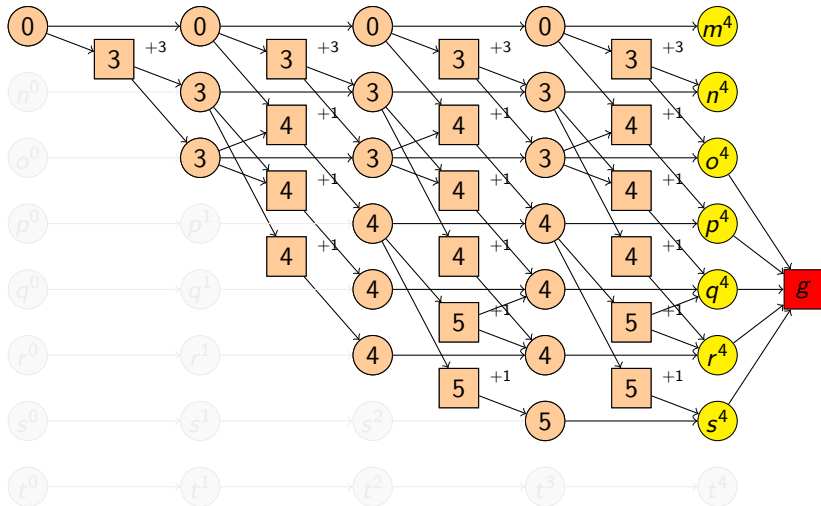 0 0 0 0 m⁴
3 +3 3 +3 3 +3 3 +3
n⁰ 3 3 3 n⁴
4 +1 4 +1 4 +1
o⁰ 3 3 3 o⁴
4 +1 4 +1 4 +1
p⁰ p¹ 4 4 p⁴
4 +1 4 +1 4 +1
q⁰ q¹ 4 4 q⁴ g
5 +1 5 +1
r⁰ r¹ 4 4 r⁴
5 +1 5 +1
s⁰ s¹ s² 5 s⁴
t⁰ t¹ t² t³ t⁴